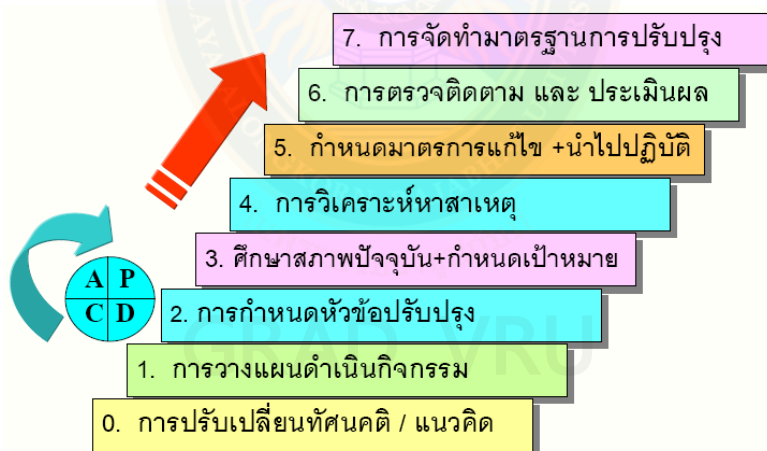 7. การจัดทำมาตรฐานการปรับปรุง
6. การตรวจติดตาม และ ประเมินผล
5. กำหนดมาตรการแก้ไข +นำไปปฏิบัติ
4. การวิเคราะห์หาสาเหตุ
3. ศึกษาสภาพปัจจุบัน+กำหนดเป้าหมาย
A P
C D
2. การกำหนดหัวข้อปรับปรุง
GRAD VRU
1. การวางแผนดำเนินกิจกรรม
0. การปรับเปลี่ยนทัศนคติ / แนวคิด